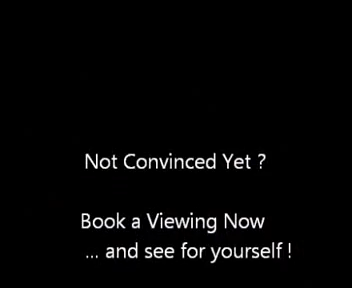 Not Convinced Yet ?
Book a Viewing Now
... and see for yourself !